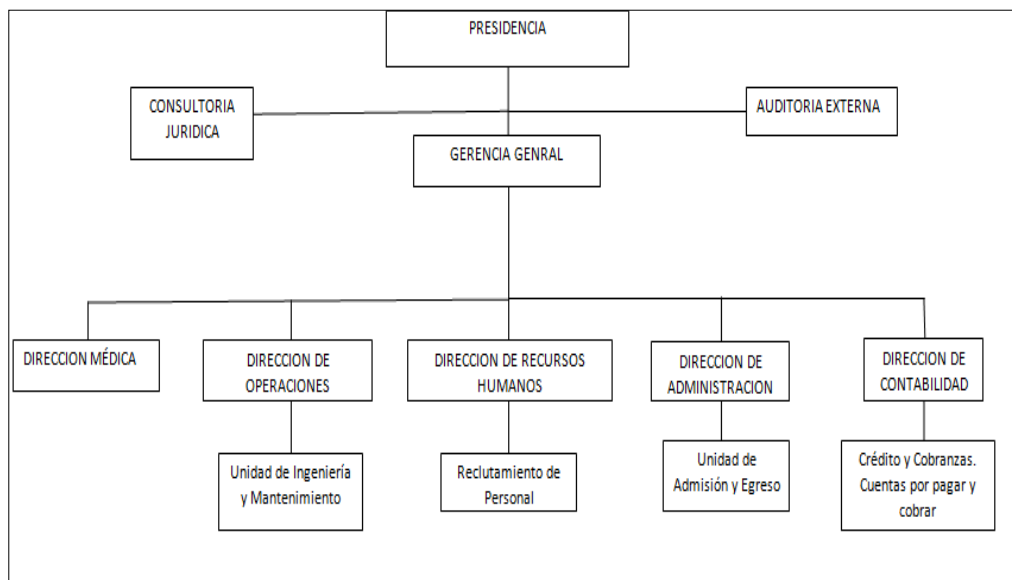 PRESIDENCIA
CONSULTORIA
JURIDICA
AUDITORIA EXTERNA
GERENCIA GENRAL
DIRECCION MÉDICA
DIRECCION DE
OPERACIONES
DIRECCION DE RECURSOS
HUMANOS
DIRECCION DE
ADMINISTRACION
DIRECCION DE
CONTABILIDAD
Unidad de Ingeniería
y Mantenimiento
Reclutamiento de
Personal
Unidad de
Admisión y Egreso
Crédito y Cobranzas.
Cuentas por pagar y
cobrar